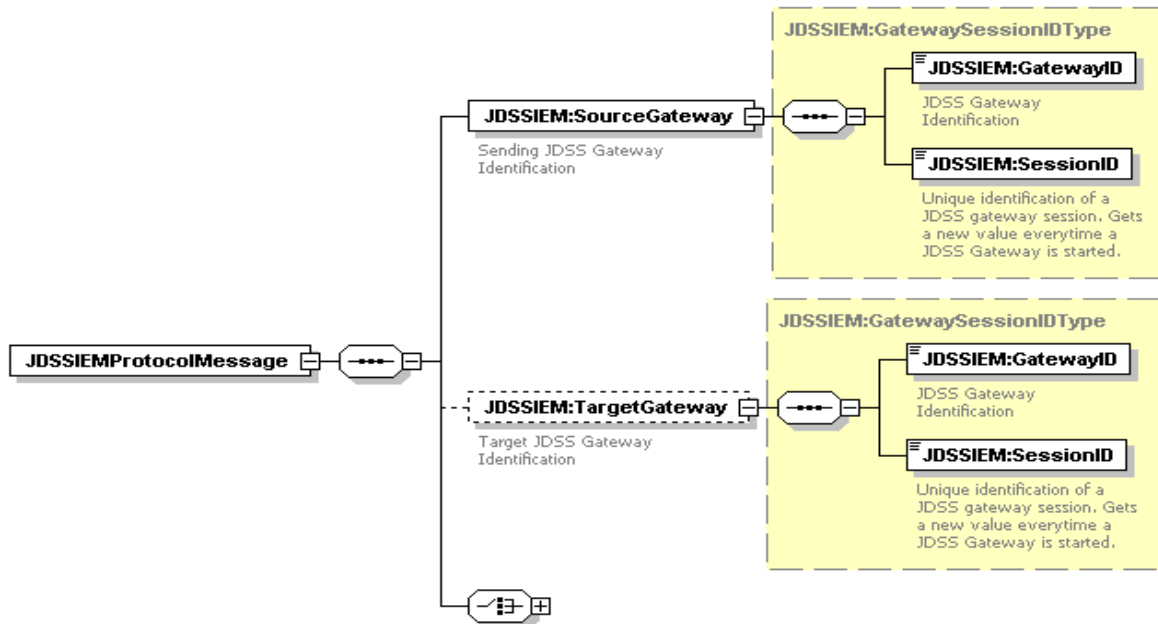 JDSSIEM:GatewaySessionIDType
JDSSIEM:GatewayID
JDSS Gateway
Identification
JDSSIEM:SourceGateway
Sending JDSS Gateway
Identification
JDSSIEM:SessionID
Unique identification of a
JDSS gateway session. Gets
a new value everytime a
JDSS Gateway is started.
JDSSIEMProtocolMessage
JDSSIEM:GatewaySessionIDType
JDSSIEM:GatewayID
JDSS Gateway
Identification
JDSSIEM:TargetGateway
Target JDSS Gateway
Identification
JDSSIEM:SessionID
Unique identification of a
JDSS gateway session. Gets
a new value everytime a
JDSS Gateway is started.